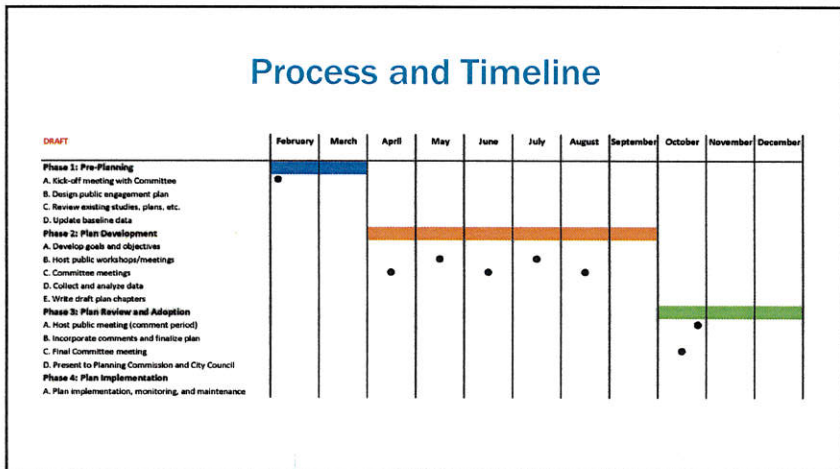 Process and Timeline
DRAFT February March April May June July August September October November December
Phase 1: Pre-Planning
A. Kick-off meeting with Committee
B. Design public engagement plan
C. Review existing studies, plans, etc.
D. Update baseline data
Phase 2: Plan Development
A. Develop goals and objectives
B. Host public workshops/meetings
C. Committee meetings
D. Collect and analyze data
E. Write draft plan chapters
Phase 3: Plan Review and Adoption
A. Host public meeting (comment period)
B. Incorporate comments and finalize plan
C. Final Committee meeting
D. Present to Planning Commission and City Council
Phase 4: Plan Implementation
A. Plan implementation, monitoring, and maintenance